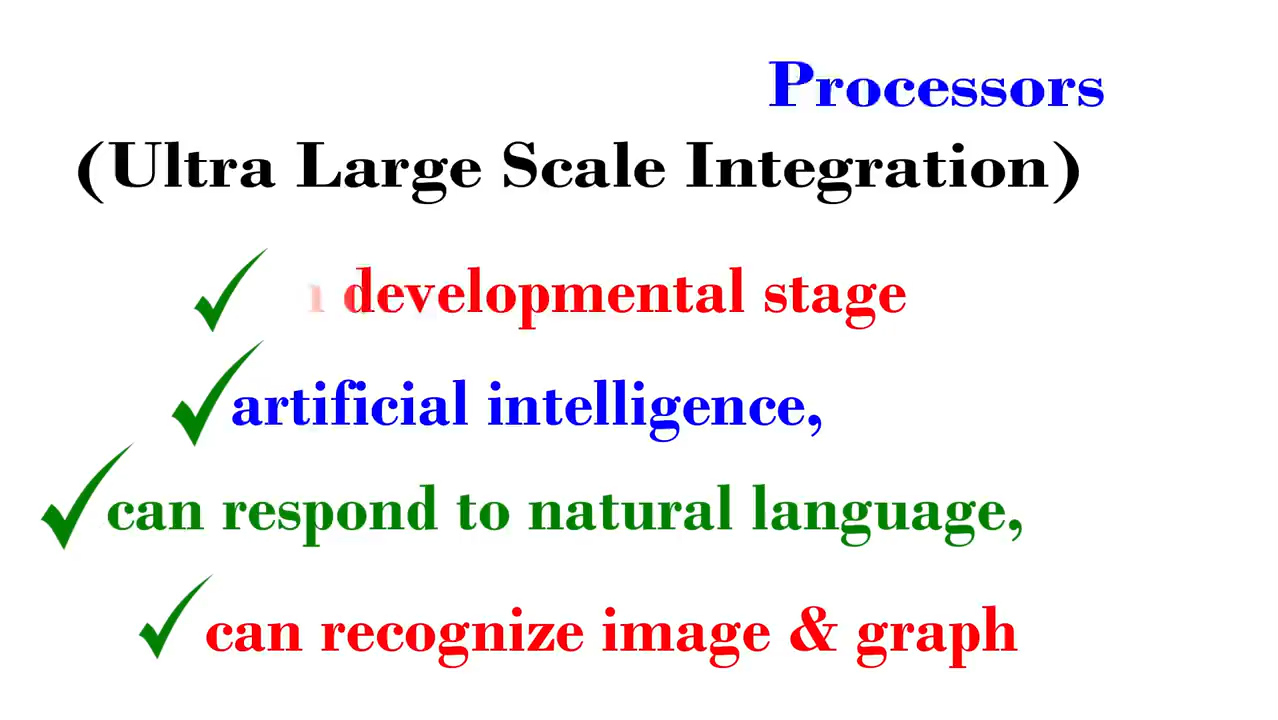 Processors
(Ultra Large Scale Integration)
developmental stage
artificial intelligence,
can respond to natural language,
can recognize image & graph